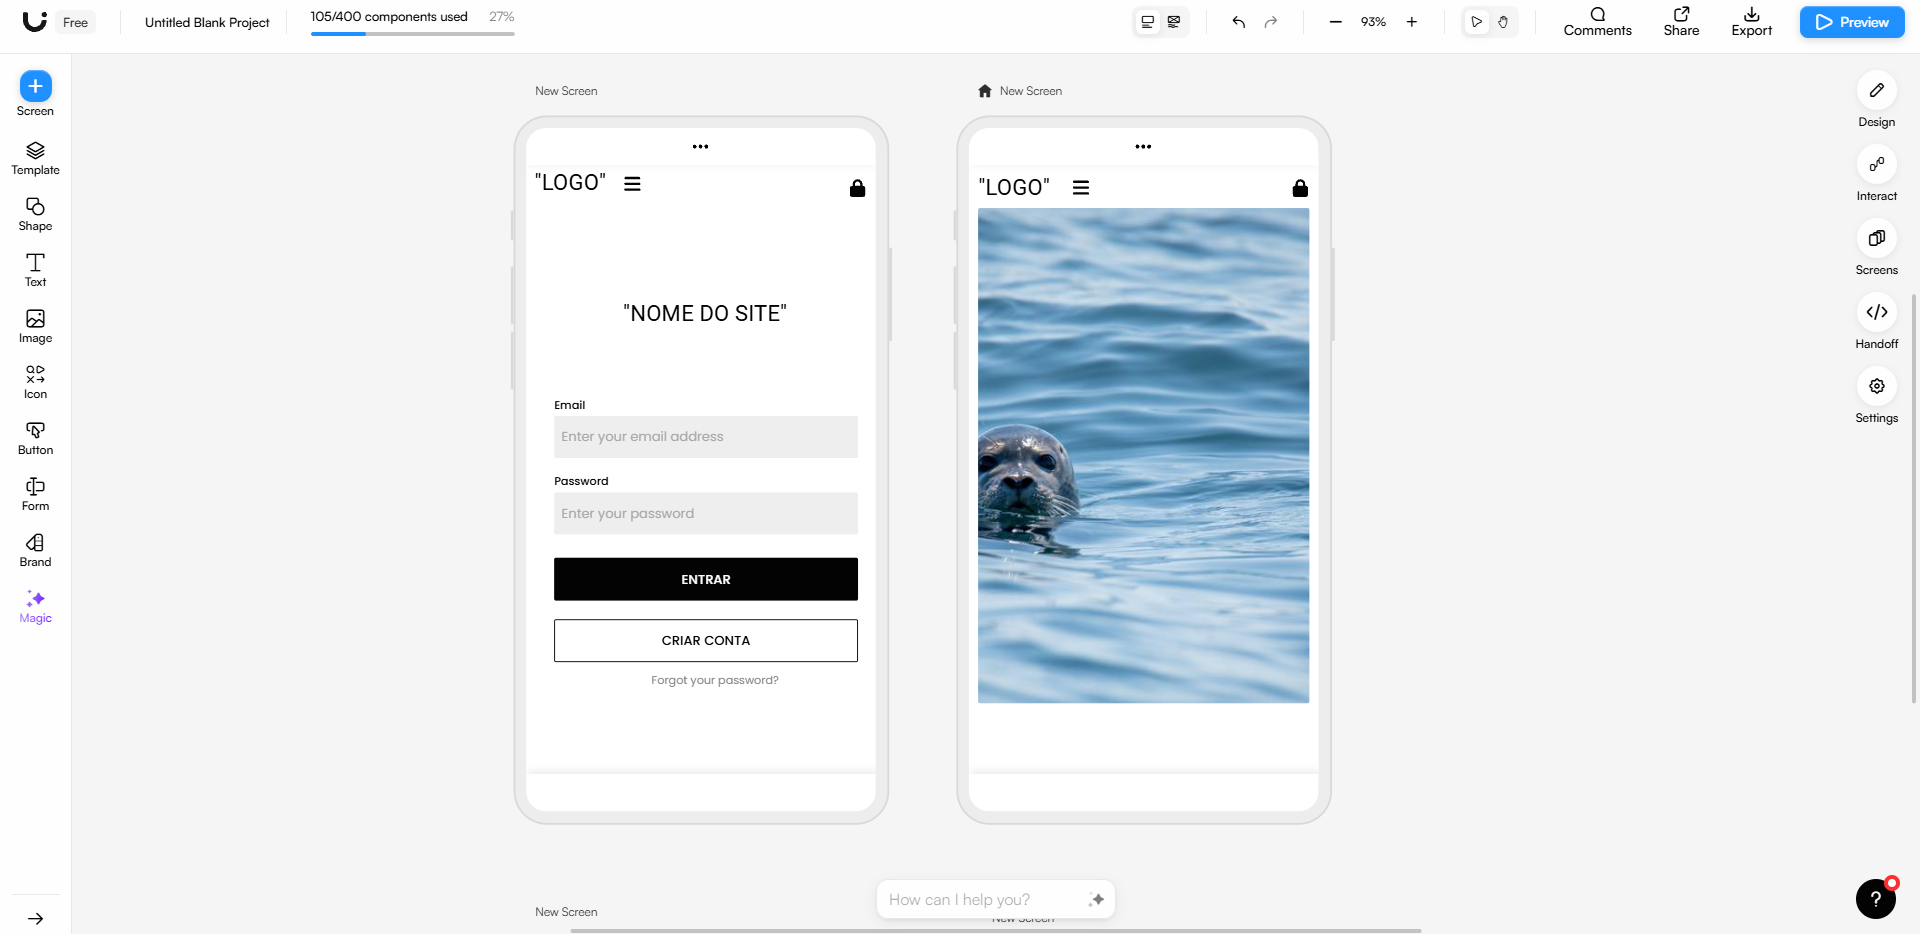 Free
Untitled Blank Project
105/400 components used 27%
93%
Comments
Share
Export
Preview
Screen
Template
Shape
Text
Image
Icon
Button
Form
Brand
Magic
New Screen
"LOGO"
"NOME DO SITE"
Email
Enter your email address
Password
Enter your password
ENTRAR
CRIAR CONTA
Forgot your password?
New Screen
"LOGO"
Design
Interact
Screens
Handoff
Settings
New Screen
How can I help you?
New Screen
?